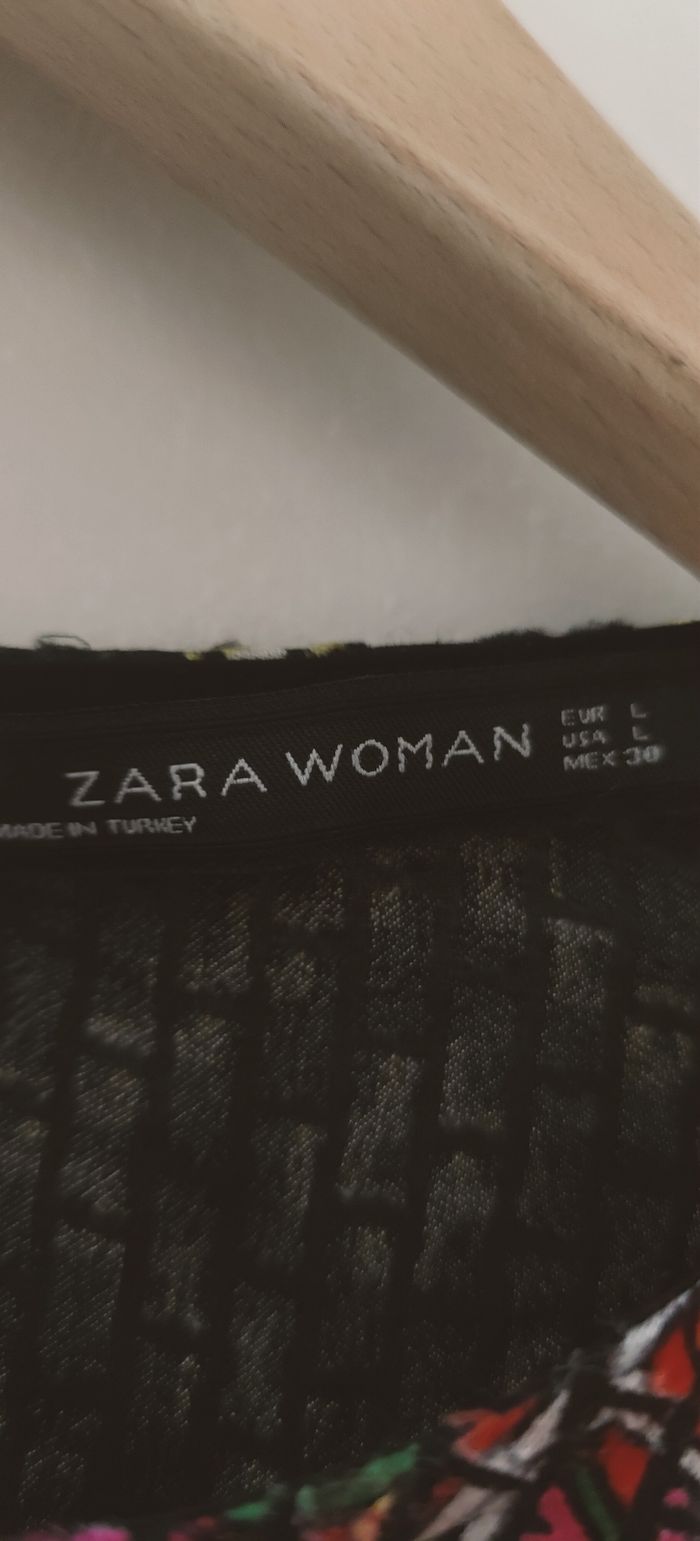 ZARA WOMAN
EUR L
USA L
MEX 30
MADE IN TURKEY